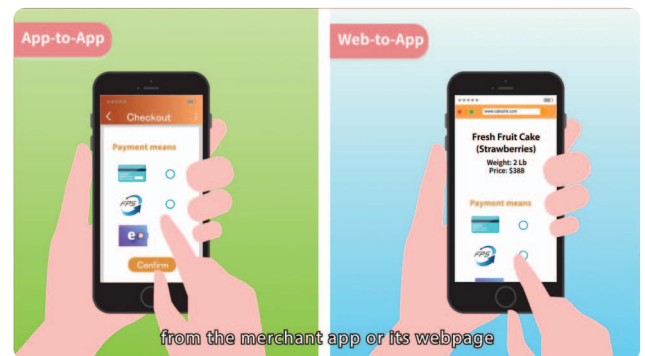 App-to-App
Checkout
Payment means
FPS
e
Confirm
Web-to-App
Fresh Fruit Cake
(Strawberries)
Weight: 2 Lb
Price: $388
Payment means
FPS
from the merchant app or its webpage